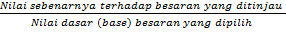 Nilai sebenarnya terhadap besaran yang ditinjau
Nilai dasar (base) besaran yang dipilih